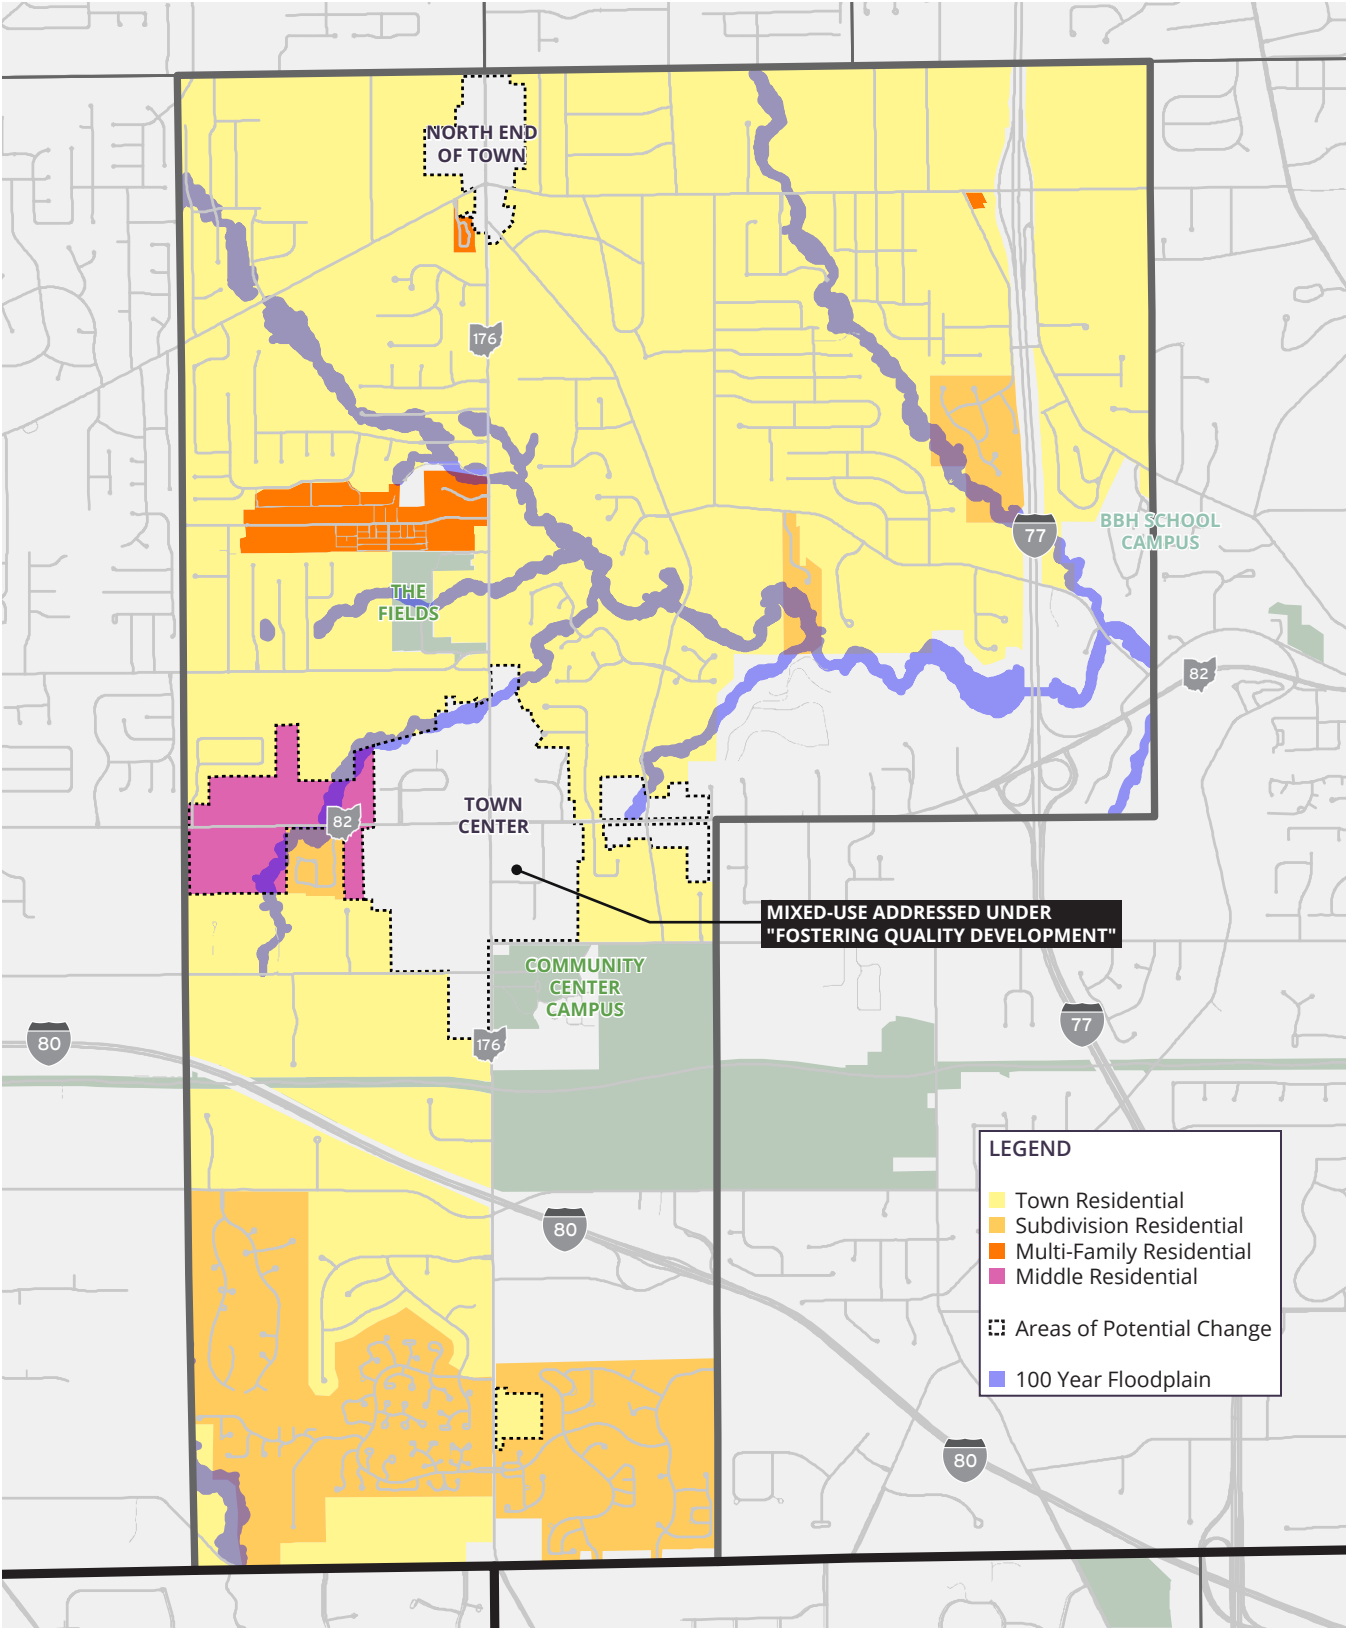 NORTH END
OF TOWN
176
77
BBH SCHOOL
CAMPUS
THE
FIELDS
82
TOWN
CENTER
82
MIXED-USE ADDRESSED UNDER
"FOSTERING QUALITY DEVELOPMENT"
COMMUNITY
CENTER
CAMPUS
80
176
77
80
LEGEND
Town Residential
Subdivision Residential
Multi-Family Residential
Middle Residential
Areas of Potential Change
100 Year Floodplain
80